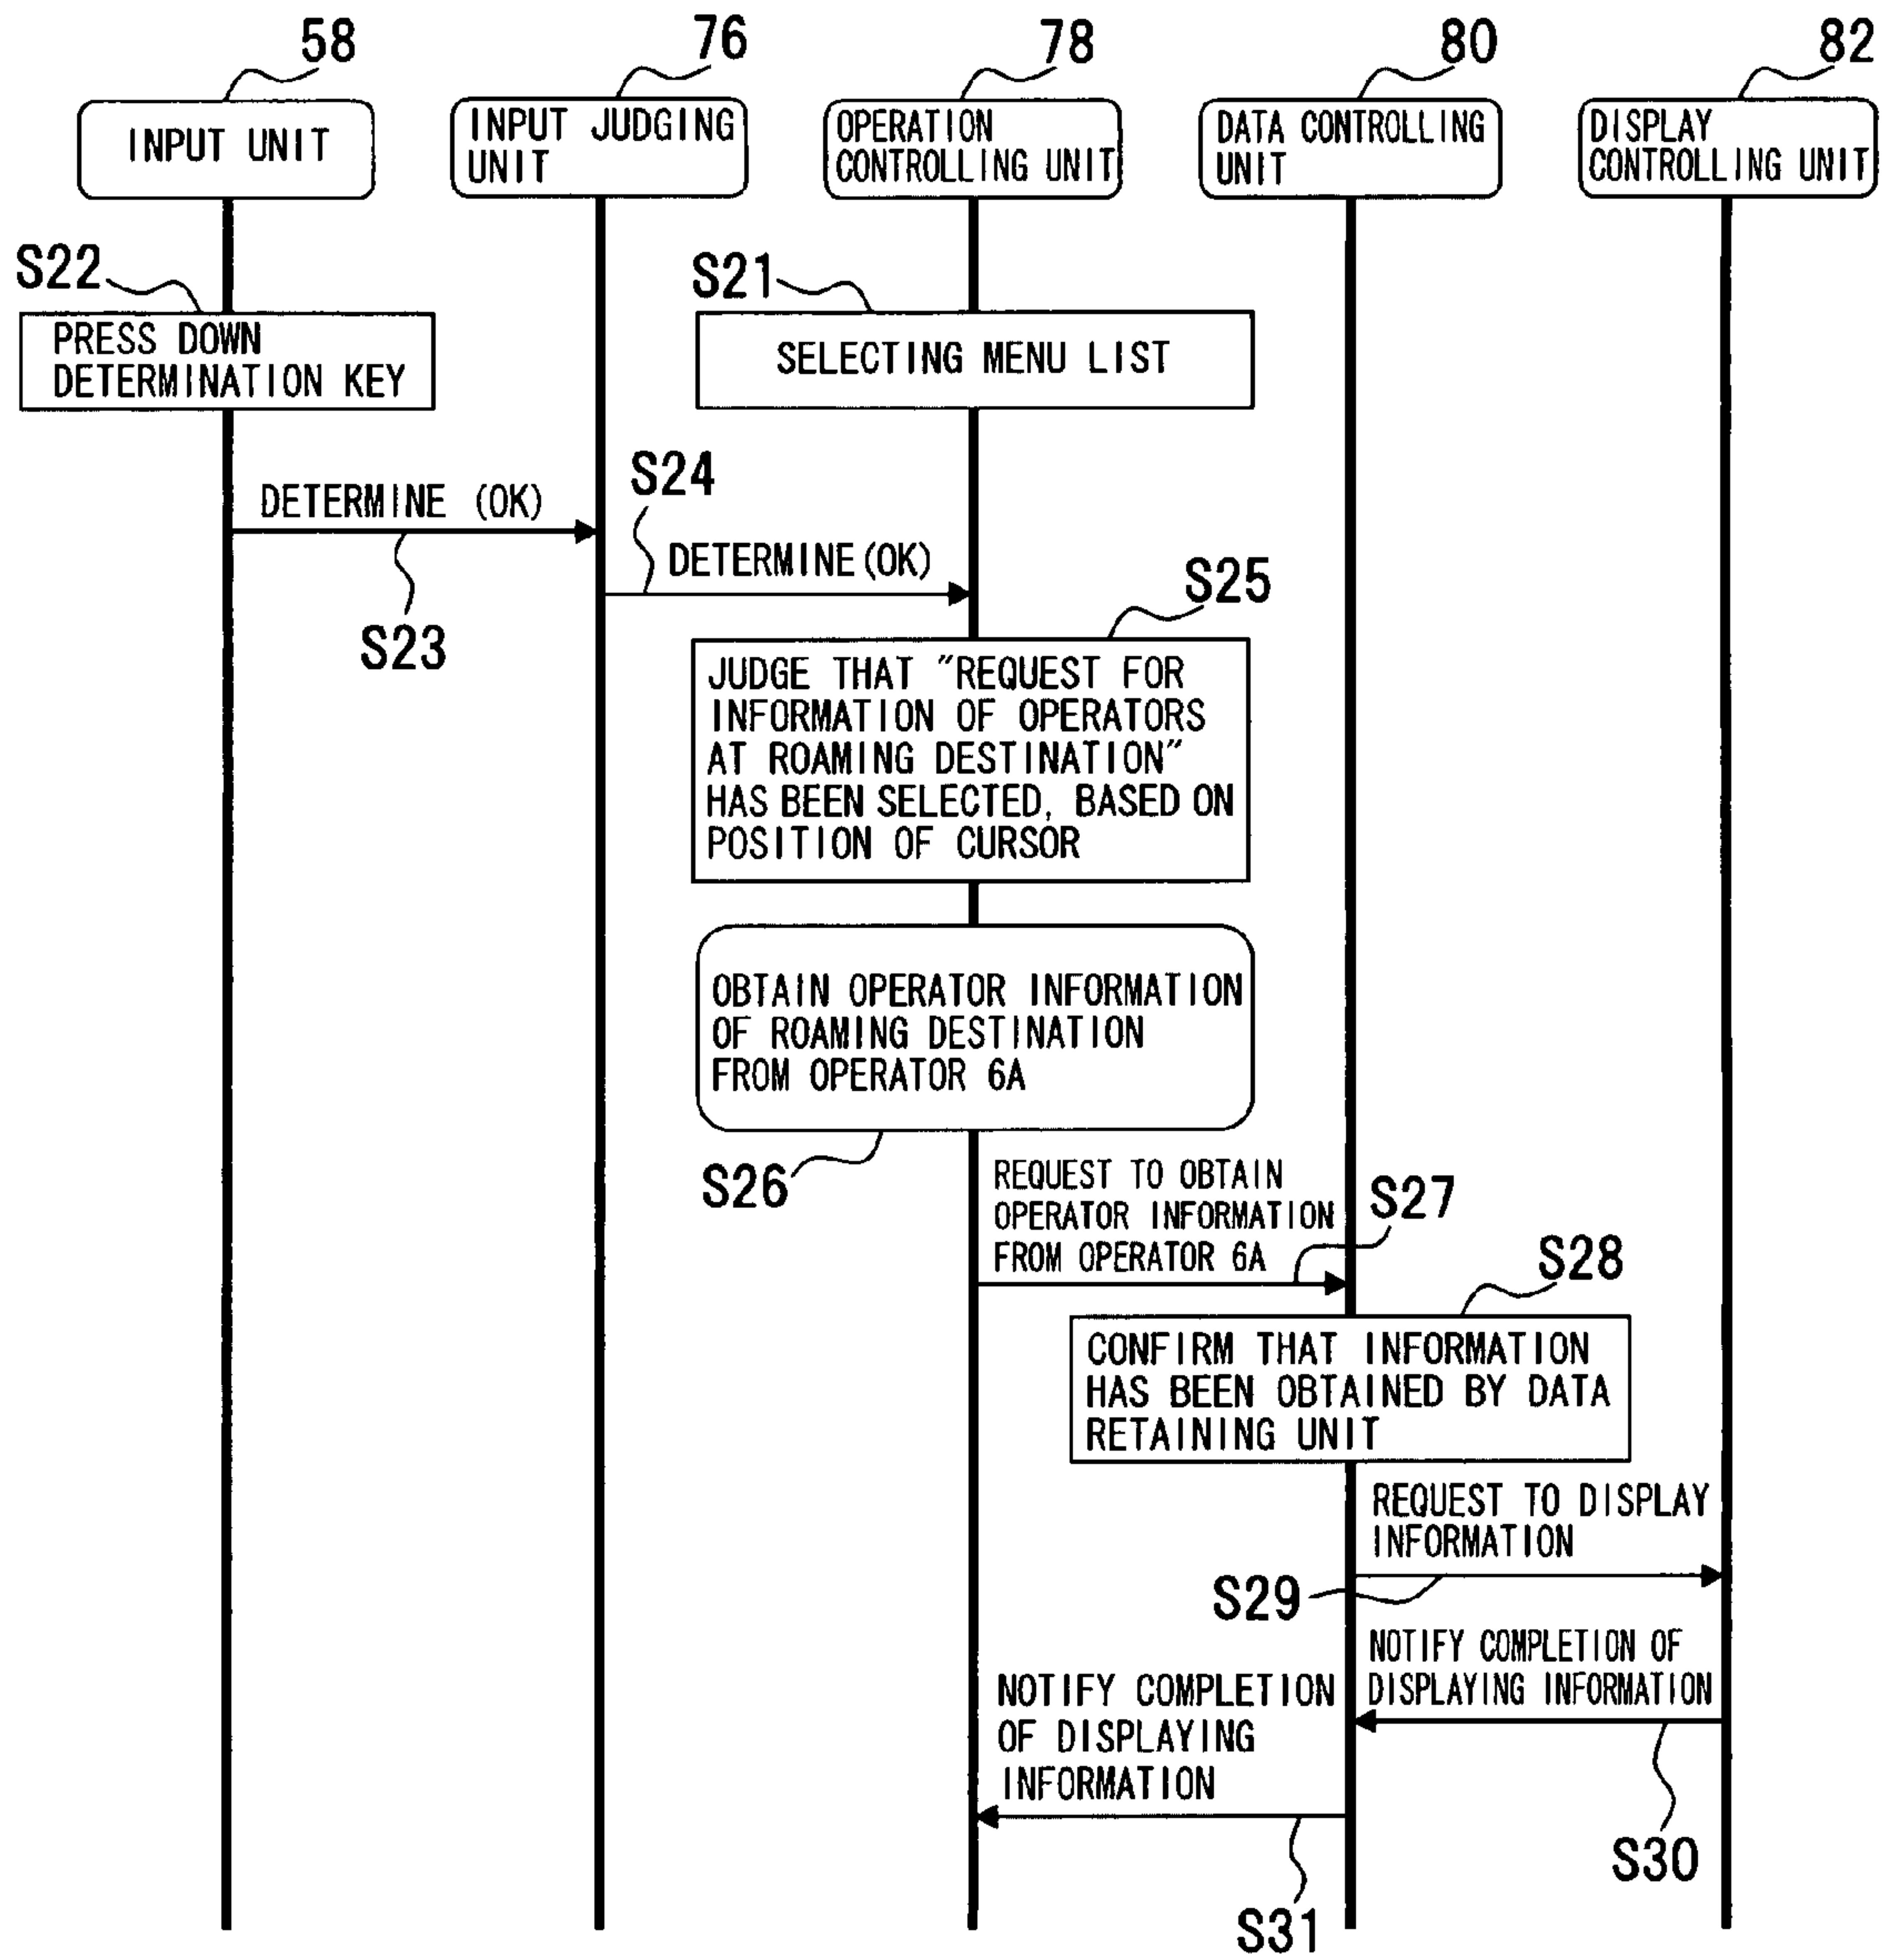 58
76
78
80
82
INPUT UNIT
INPUT JUDGING
UNIT
OPERATION
CONTROLLING UNIT
DATA CONTROLLING
UNIT
DISPLAY
CONTROLLING UNIT
S22
S21
PRESS DOWN
DETERMINATION KEY
SELECTING MENU LIST
DETERMINE (OK)
S23
S24
DETERMINE (OK)
S25
JUDGE THAT "REQUEST FOR
INFORMATION OF OPERATORS
AT ROAMING DESTINATION"
HAS BEEN SELECTED, BASED ON
POSITION OF CURSOR
OBTAIN OPERATOR INFORMATION
OF ROAMING DESTINATION
FROM OPERATOR 6A
S26
REQUEST TO OBTAIN
OPERATOR INFORMATION
FROM OPERATOR 6A
S27
S28
CONFIRM THAT INFORMATION
HAS BEEN OBTAINED BY DATA
RETAINING UNIT
REQUEST TO DISPLAY
INFORMATION
S29
NOTIFY COMPLETION OF
DISPLAYING INFORMATION
S30
NOTIFY COMPLETION
OF DISPLAYING
INFORMATION
S31